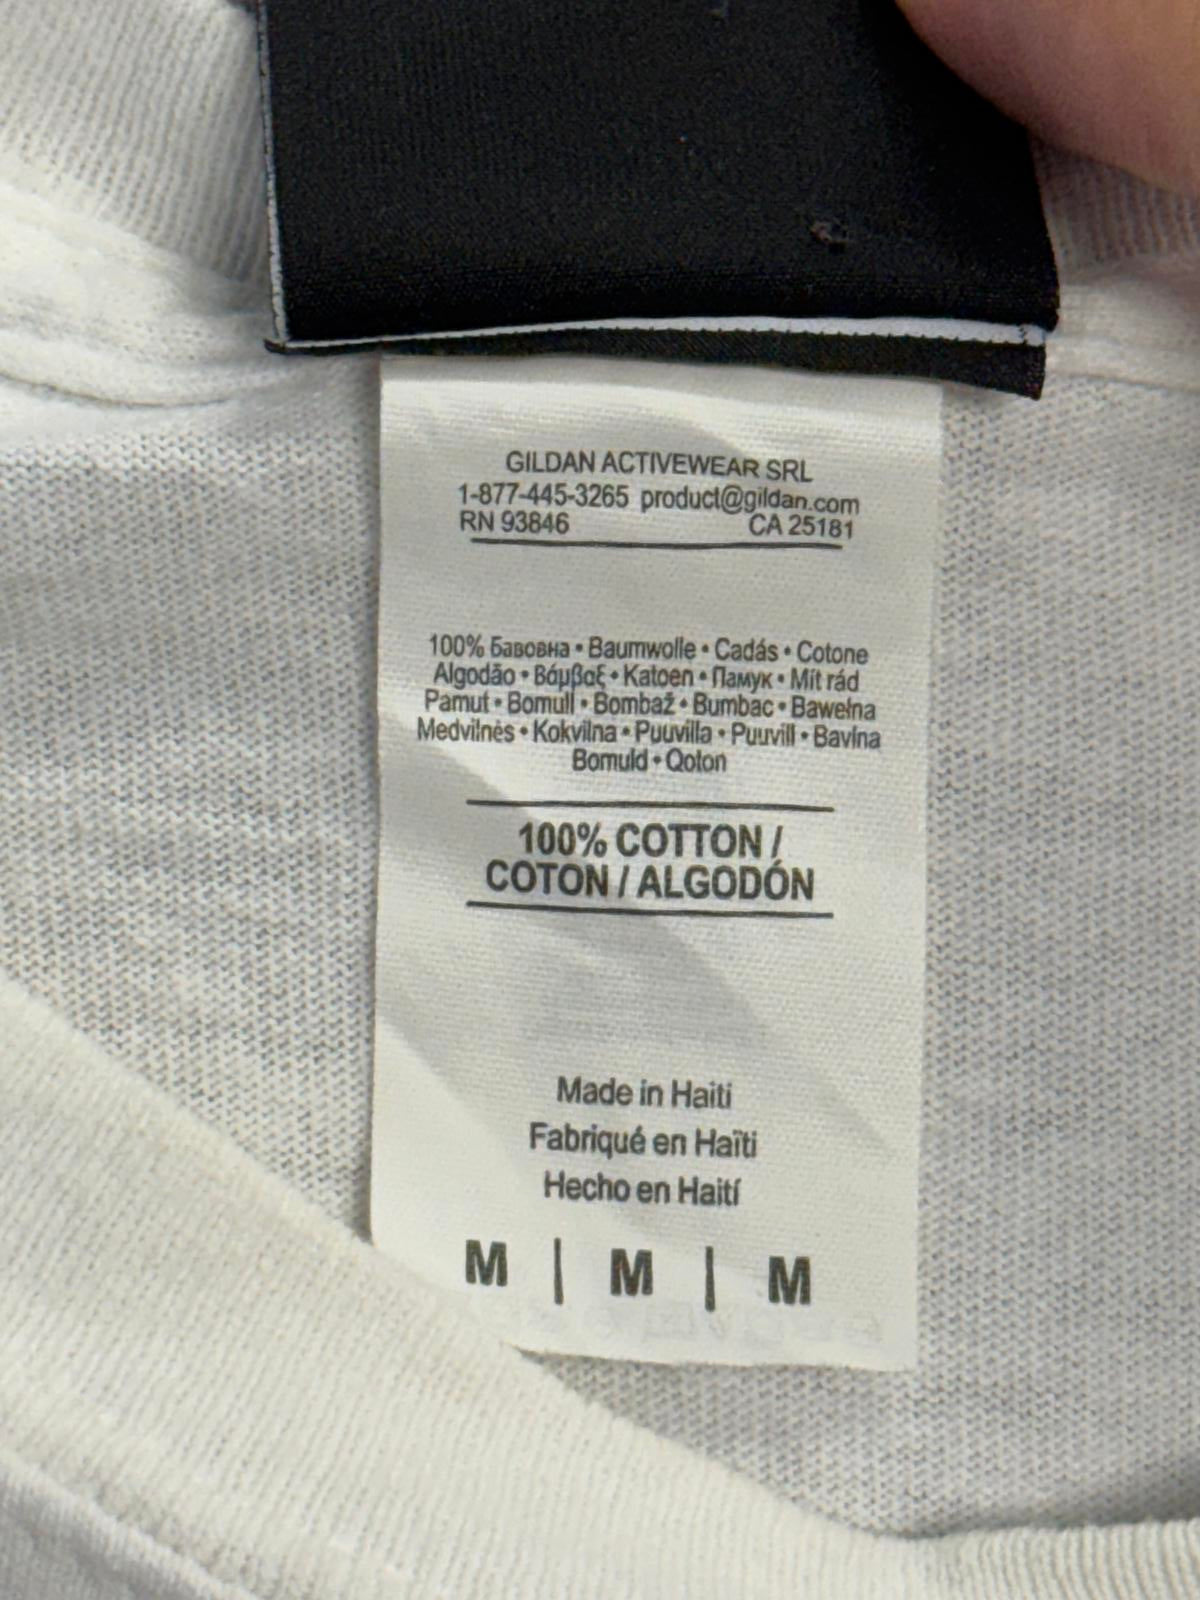 GILDAN ACTIVEWEAR SRL
1-877-445-3265 product@gildan.com
RN 93846 CA 25181
100% Бавовна • Baumwolle • Cadás • Cotone
Algodão • Βάμβαξ • Katoen • Памук • Mít rád
Pamut • Bomull • Bombaž • Bumbac • Bawełna
Medvilnės • Kokvilna • Puuvilla • Puuvill • Bavlna
Bomuld • Qoton
100% COTTON /
COTON / ALGODÓN
Made in Haiti
Fabriqué en Haïti
Hecho en Haití
M | M | M